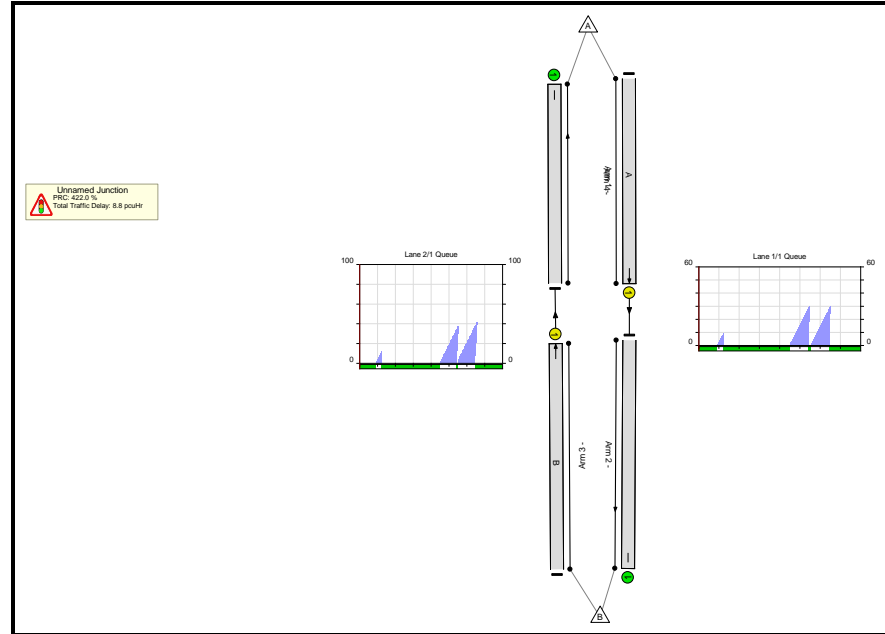 A
Unnamed Junction
PRC: 422.0 %
Total Traffic Delay: 8.8 pcuHr
A
Lane 2/1 Queue
100
100
0
0
Lane 1/1 Queue
60
60
0
0
B
Arm 3 -
Arm 2 -
B